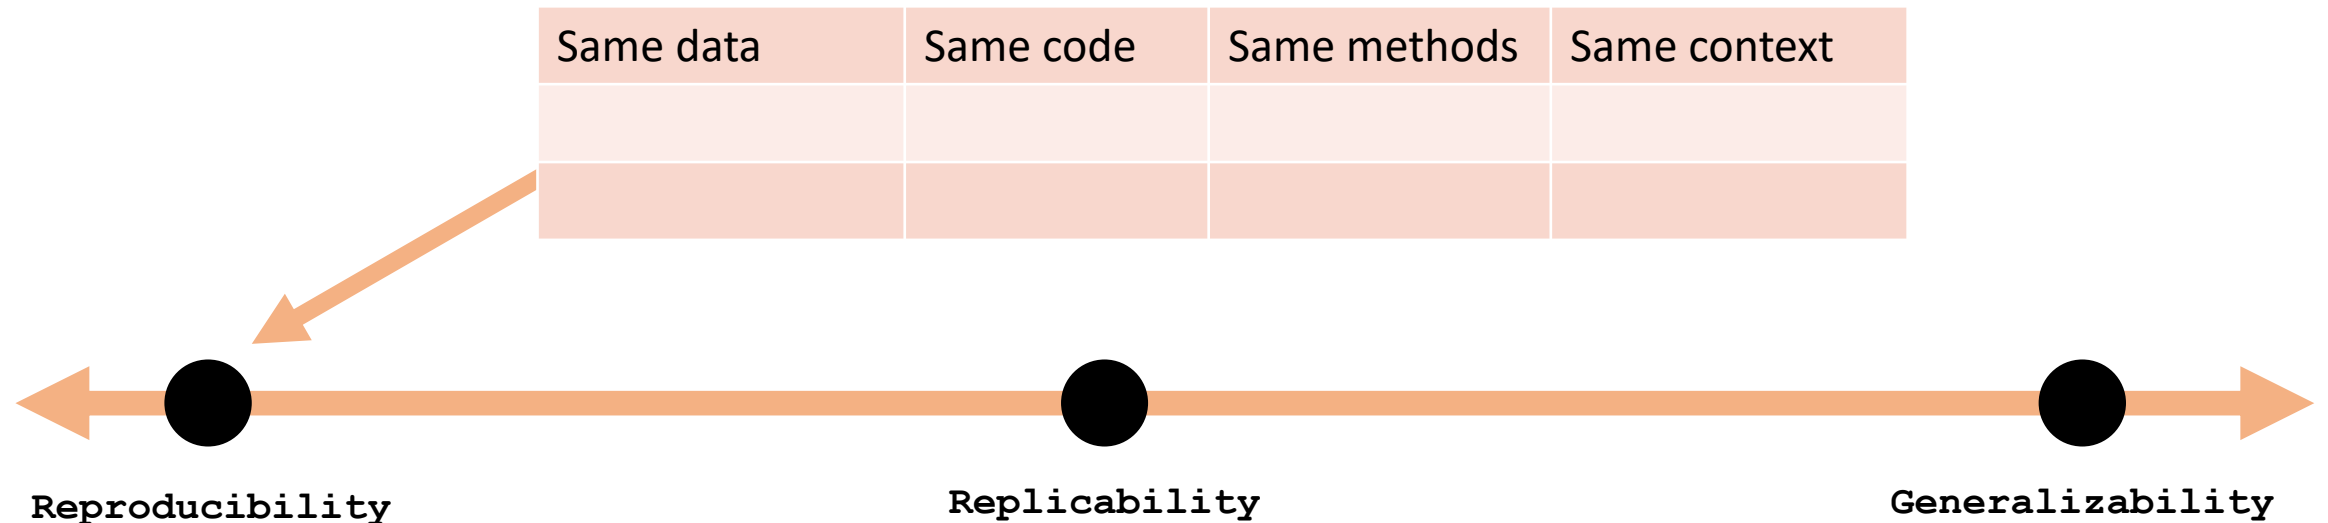 Same data Same code Same methods Same context
Reproducibility Replicability Generalizability